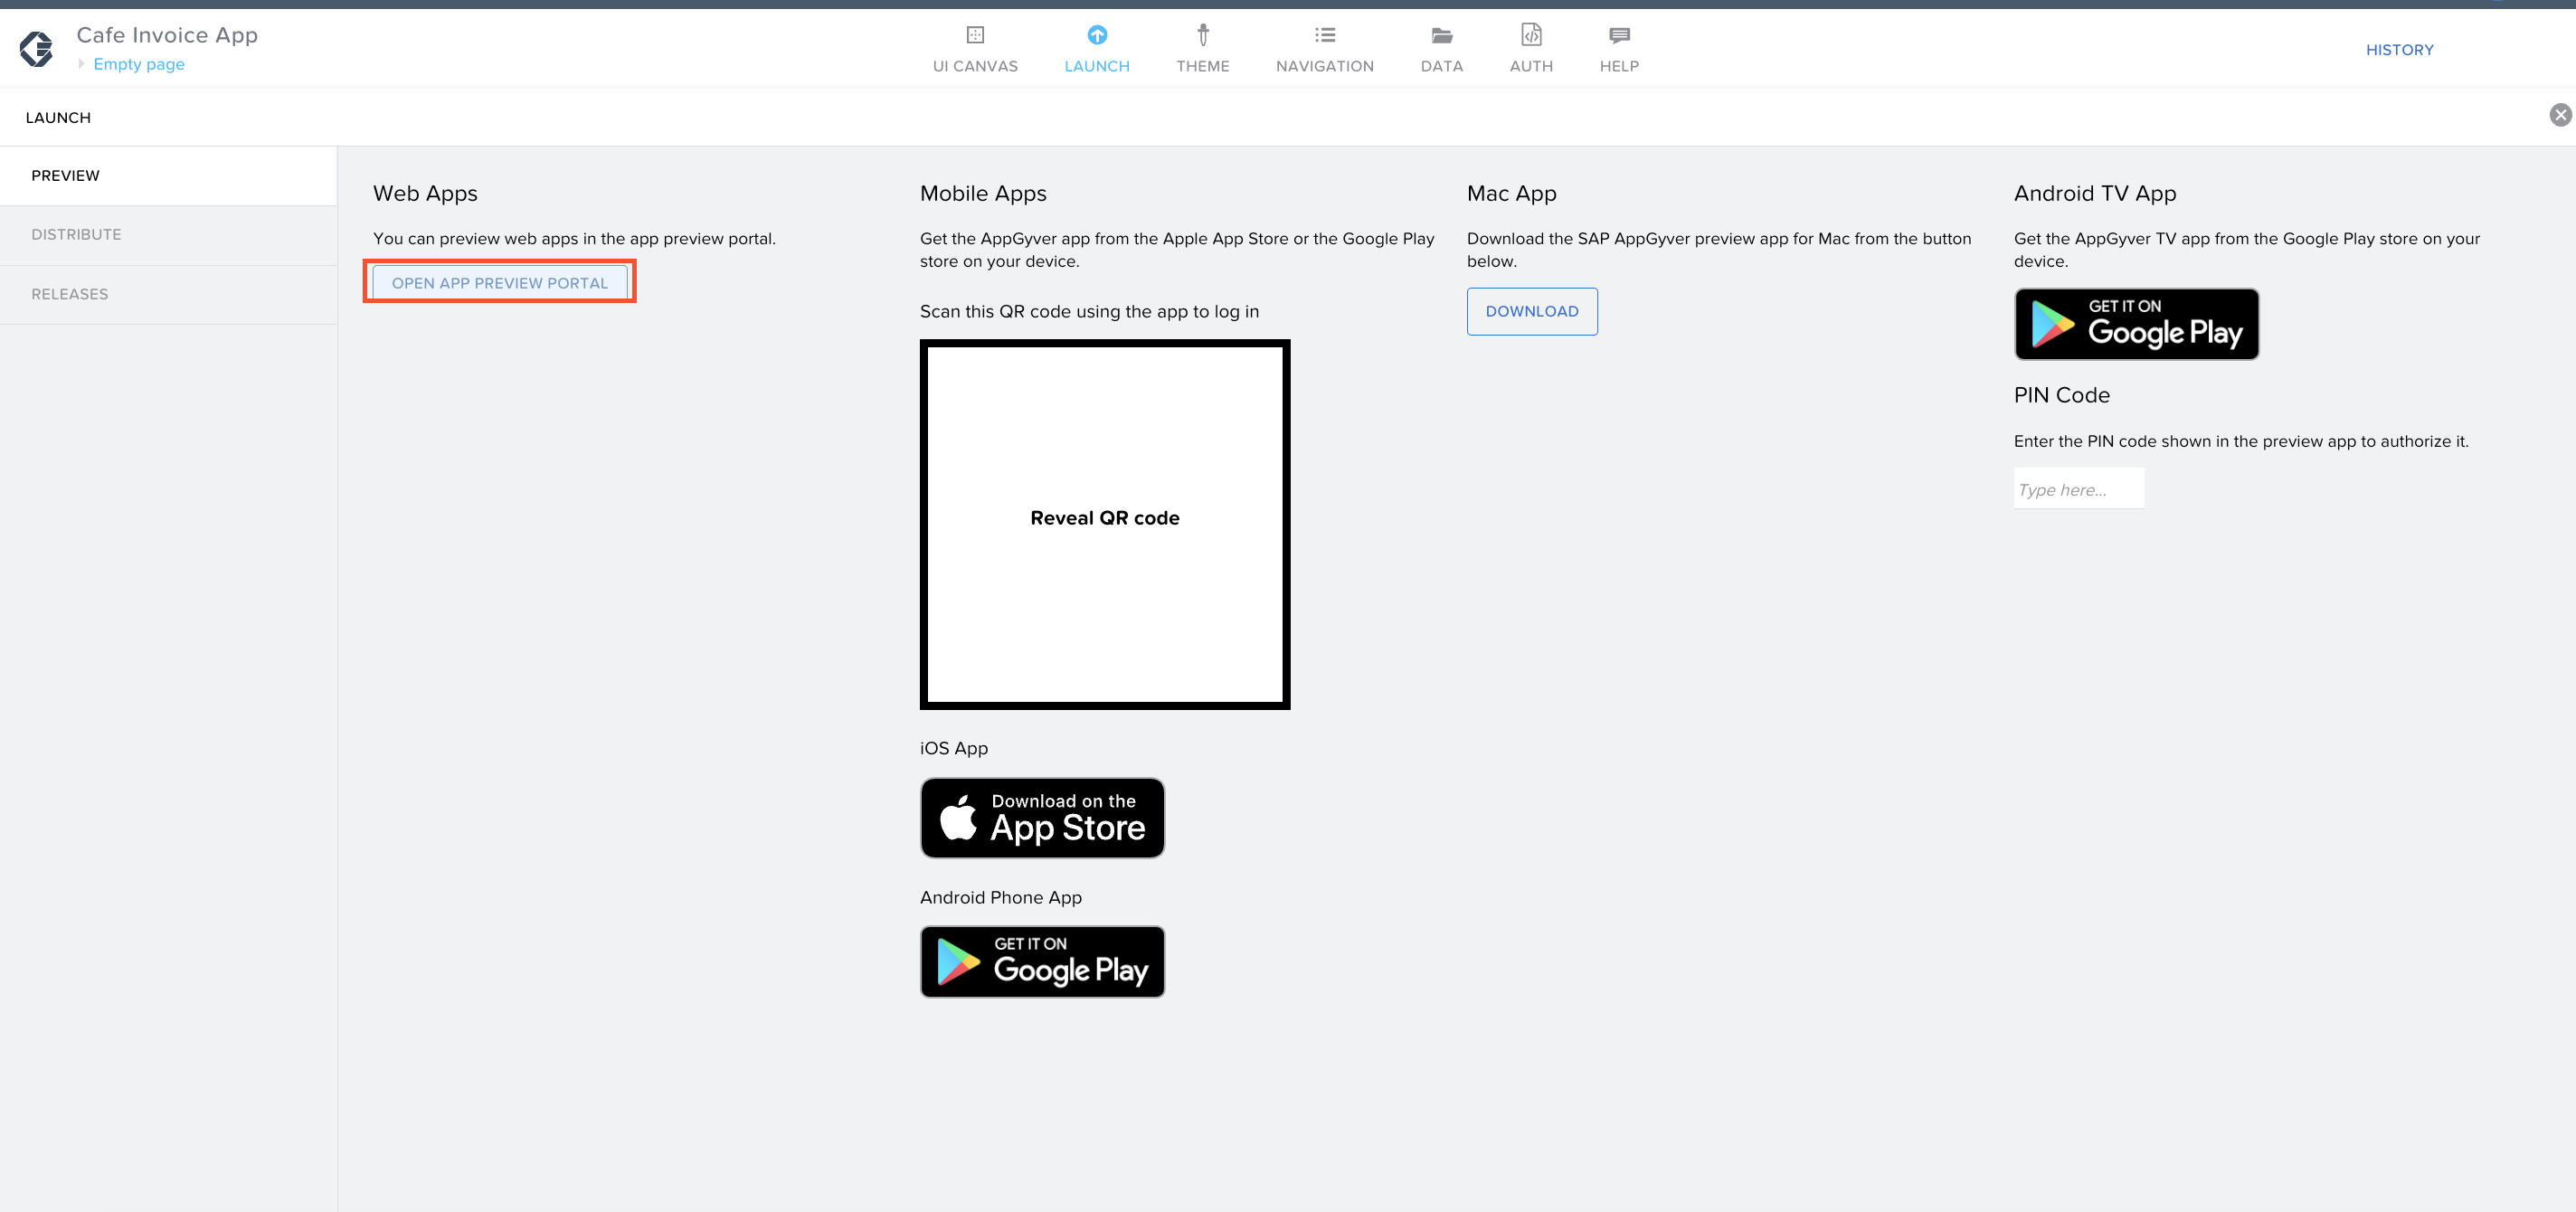 Cafe Invoice App
Empty page
UI CANVAS
LAUNCH
THEME
NAVIGATION
DATA
AUTH
HELP
HISTORY
LAUNCH
PREVIEW
DISTRIBUTE
RELEASES
Web Apps
You can preview web apps in the app preview portal.
OPEN APP PREVIEW PORTAL
Mobile Apps
Get the AppGyver app from the Apple App Store or the Google Play
store on your device.
Scan this QR code using the app to log in
Reveal QR code
iOS App
Download on the
App Store
Android Phone App
GET IT ON
Google Play
Mac App
Download the SAP AppGyver preview app for Mac from the button
below.
DOWNLOAD
Android TV App
Get the AppGyver TV app from the Google Play store on your
device.
GET IT ON
Google Play
PIN Code
Enter the PIN code shown in the preview app to authorize it.
Type here...